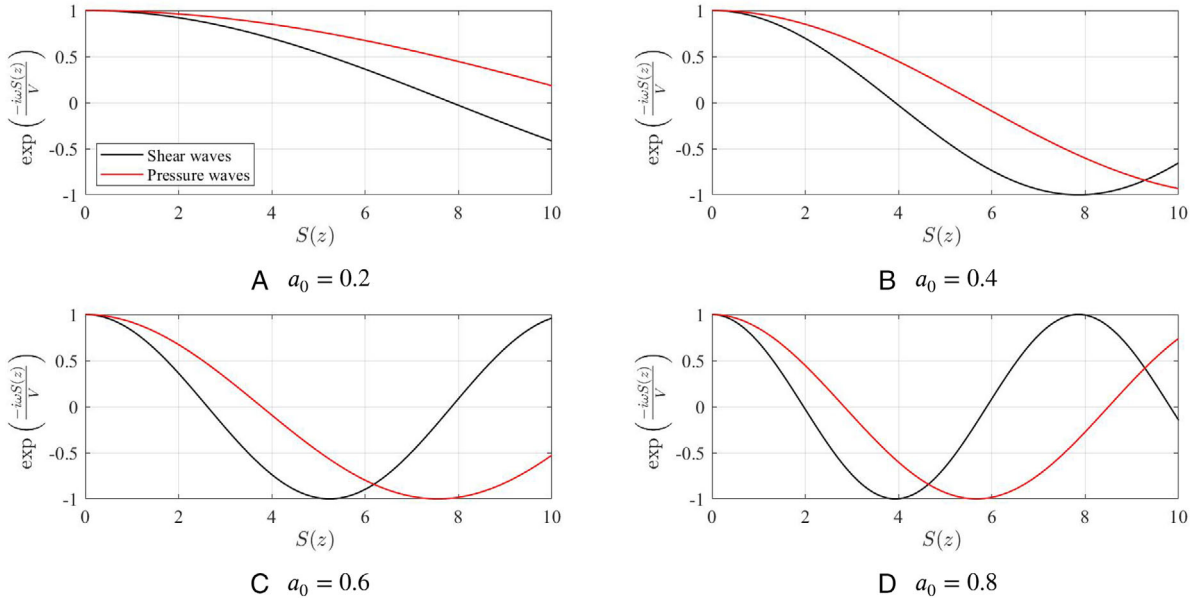 1
0.5
0
-0.5
-1
exp(−iωS(z)/V)
Shear waves
Pressure waves
0 2 4 6 8 10
S(z)
A a₀ = 0.2
1
0.5
0
-0.5
-1
exp(−iωS(z)/V)
0 2 4 6 8 10
S(z)
B a₀ = 0.4
1
0.5
0
-0.5
-1
exp(−iωS(z)/V)
0 2 4 6 8 10
S(z)
C a₀ = 0.6
1
0.5
0
-0.5
-1
exp(−iωS(z)/V)
0 2 4 6 8 10
S(z)
D a₀ = 0.8